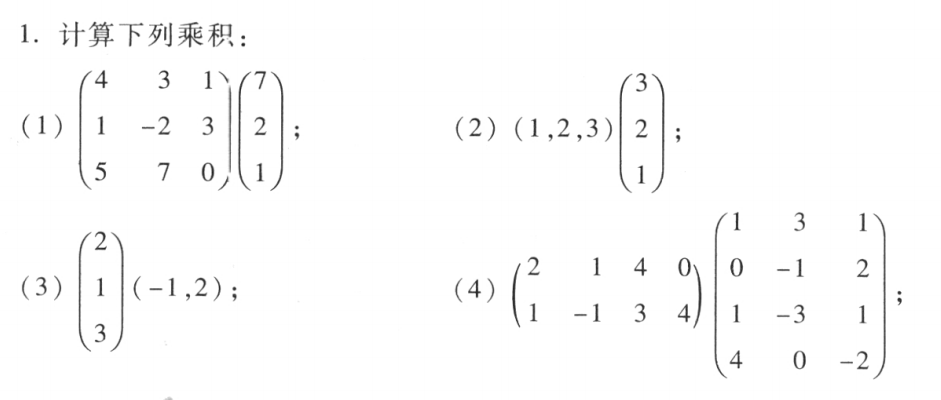 1. 计算下列乘积:
(1) (4 3 1)(7)
(1 -2 3)(2);
(5 7 0)(1)
(2) (1,2,3)(3)
(2);
(1)
(3) (2)
(1)(-1,2);
(3)
(4) (2 1 4 0)
(1 -1 3 4)
(1 3 1)
(0 -1 2)
(1 -3 1);
(4 0 -2)